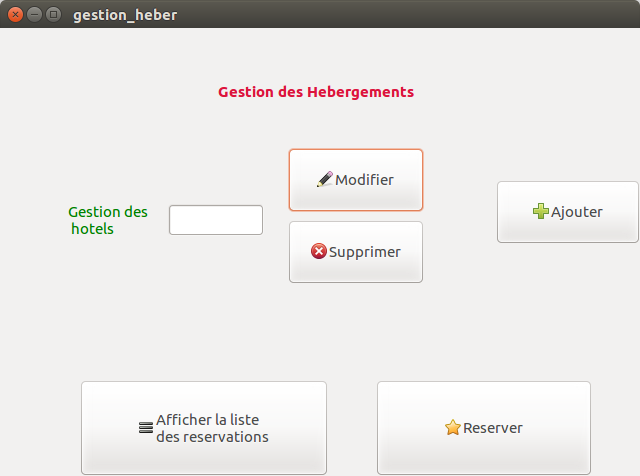 gestion_heber
Gestion des Hebergements
Modifier
Gestion des
hotels
Ajouter
Supprimer
Afficher la liste
des reservations
Reserver